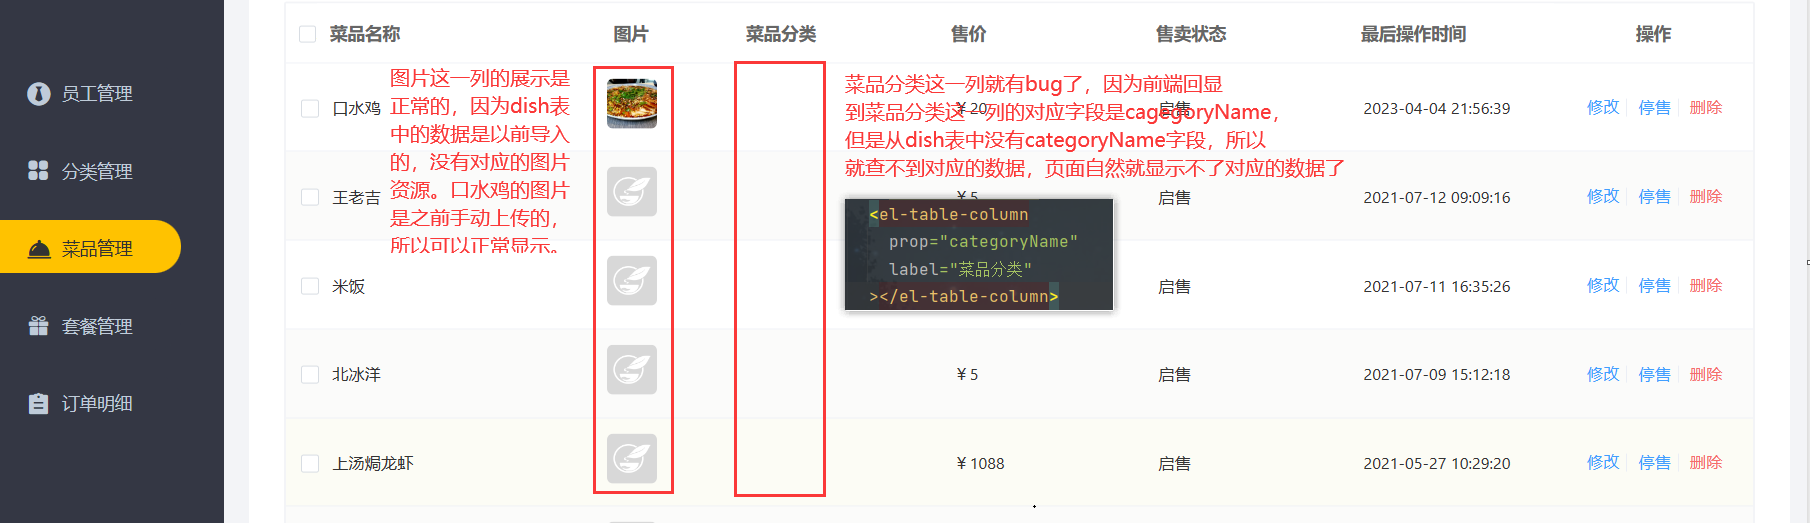 菜品名称 图片 菜品分类 售价 售卖状态 最后操作时间 操作
员工管理
分类管理
菜品管理
套餐管理
订单明细
图片这一列的展示是
正常的，因为dish表
中的数据是以前导入
的，没有对应的图片
资源。口水鸡的图片
是之前手动上传的，
所以可以正常显示。
菜品分类这一列就有bug了，因为前端回显
到菜品分类这一列的对应字段是cagegoryName，
但是从dish表中没有categoryName字段，所以
就查不到对应的数据，页面自然就显示不了对应的数据了
<el-table-column
prop="categoryName"
label="菜品分类"
></el-table-column>
口水鸡 ￥20 启售 2023-04-04 21:56:39 修改 停售 删除
王老吉 ￥5 启售 2021-07-12 09:09:16 修改 停售 删除
米饭 启售 2021-07-11 16:35:26 修改 停售 删除
北冰洋 ￥5 启售 2021-07-09 15:12:18 修改 停售 删除
上汤焗龙虾 ￥1088 启售 2021-05-27 10:29:20 修改 停售 删除